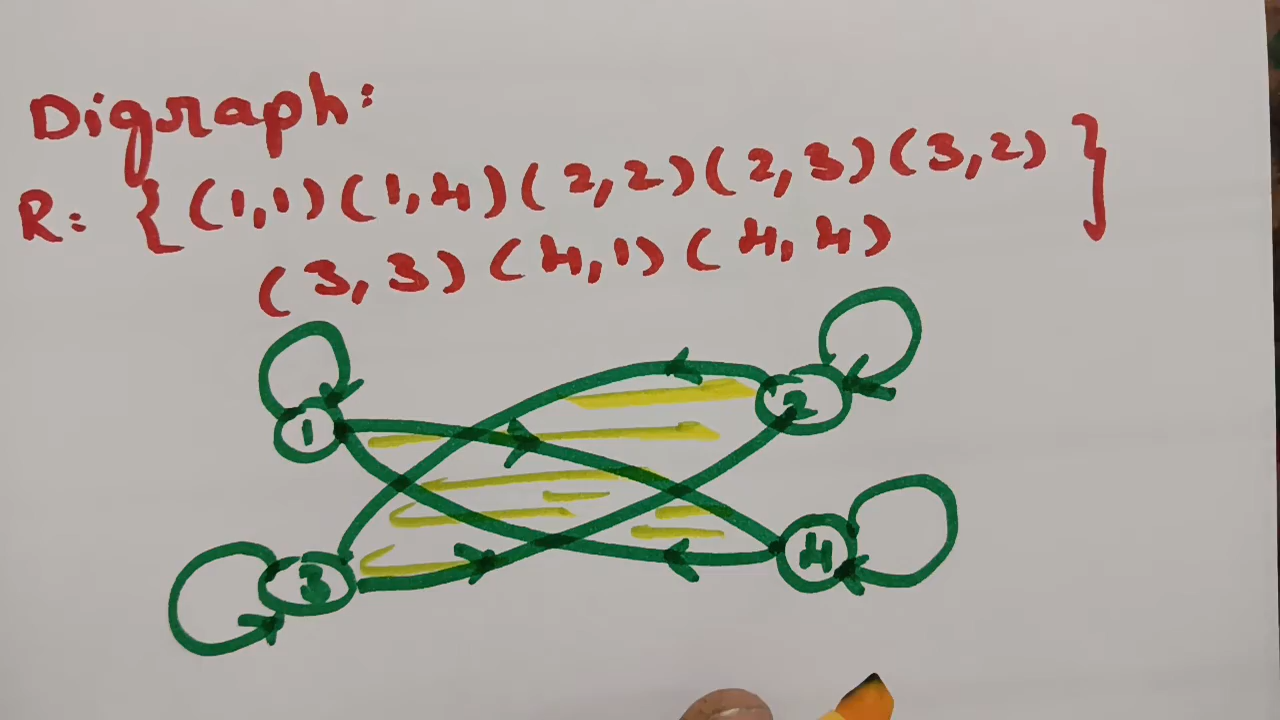 Digraph:
R: {(1,1)(1,4)(2,2)(2,3)(3,2)
(3,3)(4,1)(4,4)}
1
2
3
4